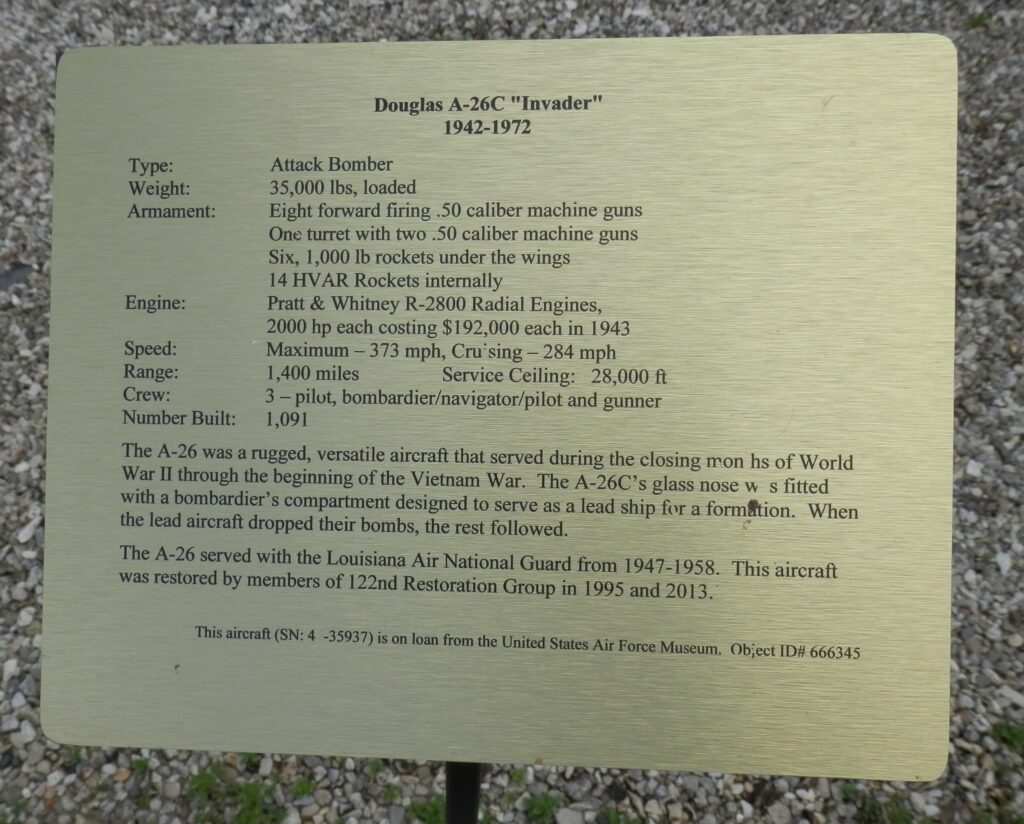 Douglas A-26C "Invader"
1942-1972
Type: Attack Bomber
Weight: 35,000 lbs, loaded
Armament: Eight forward firing .50 caliber machine guns
One turret with two .50 caliber machine guns
Six, 1,000 lb rockets under the wings
14 HVAR Rockets internally
Engine: Pratt & Whitney R-2800 Radial Engines,
2000 hp each costing $192,000 each in 1943
Speed: Maximum – 373 mph, Cruising – 284 mph
Range: 1,400 miles Service Ceiling: 28,000 ft
Crew: 3 – pilot, bombardier/navigator/pilot and gunner
Number Built: 1,091
The A-26 was a rugged, versatile aircraft that served during the closing mon hs of World
War II through the beginning of the Vietnam War. The A-26C's glass nose w s fitted
with a bombardier's compartment designed to serve as a lead ship for a formation. When
the lead aircraft dropped their bombs, the rest followed.
The A-26 served with the Louisiana Air National Guard from 1947-1958. This aircraft
was restored by members of 122nd Restoration Group in 1995 and 2013.
This aircraft (SN: 4 -35937) is on loan from the United States Air Force Museum. Object ID# 666345